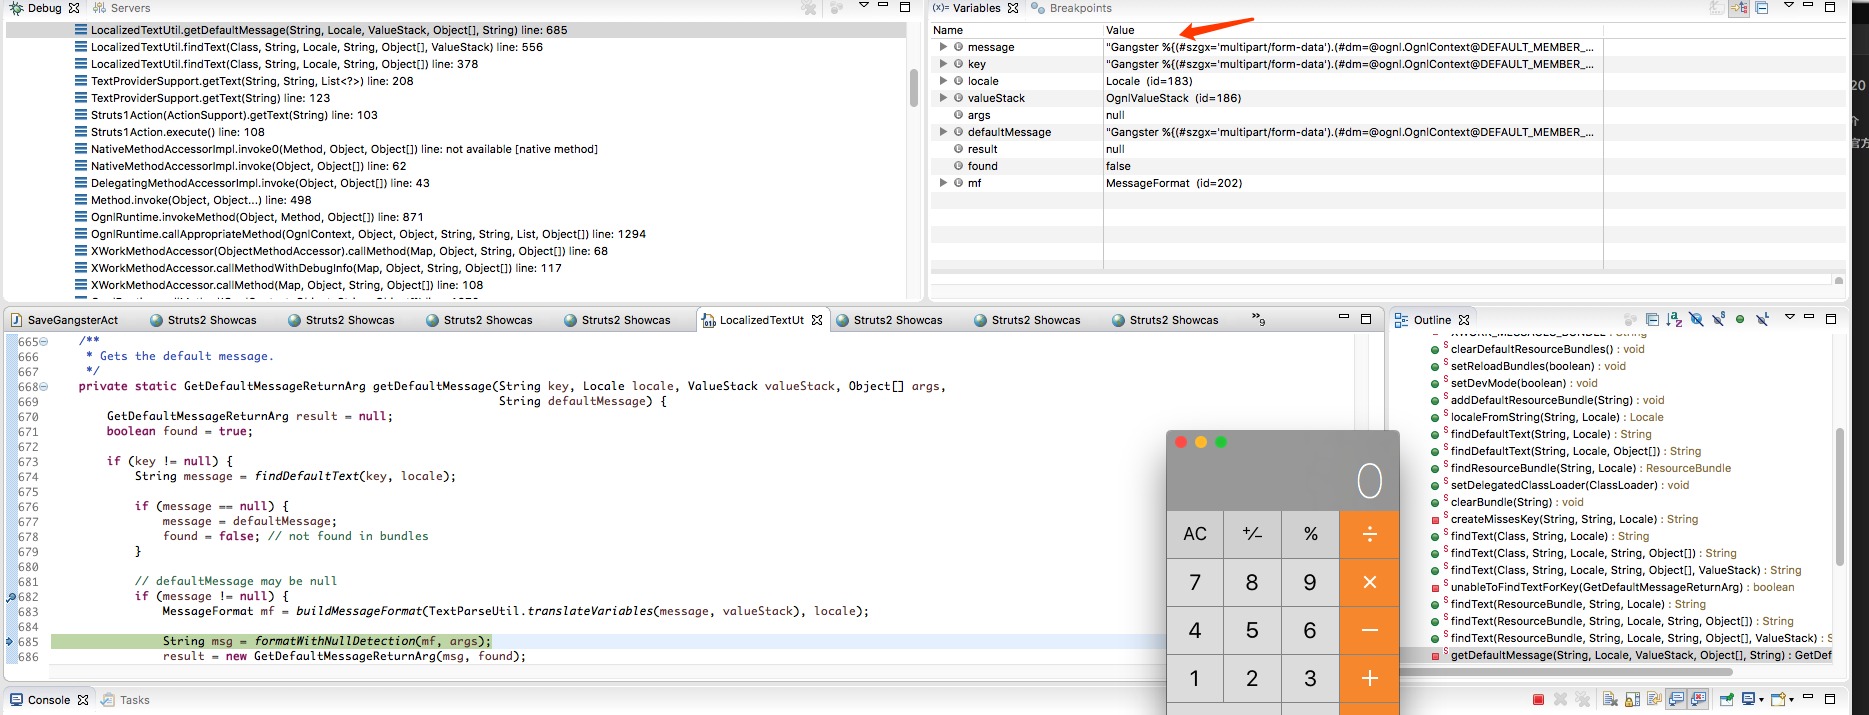 Debug Servers
LocalizedTextUtil.getDefaultMessage(String, Locale, ValueStack, Object[], String) line: 685
LocalizedTextUtil.findText(Class, String, Locale, String, Object[], ValueStack) line: 556
LocalizedTextUtil.findText(Class, String, Locale, String, Object[]) line: 378
TextProviderSupport.getText(String, String, List<?>) line: 208
TextProviderSupport.getText(String) line: 123
Struts1Action(ActionSupport).getText(String) line: 103
Struts1Action.execute() line: 108
NativeMethodAccessorImpl.invoke0(Method, Object, Object[]) line: not available [native method]
NativeMethodAccessorImpl.invoke(Object, Object[]) line: 62
DelegatingMethodAccessorImpl.invoke(Object, Object[]) line: 43
Method.invoke(Object, Object...) line: 498
OgnlRuntime.invokeMethod(Object, Method, Object[]) line: 871
OgnlRuntime.callAppropriateMethod(OgnlContext, Object, Object, String, String, List, Object[]) line: 1294
XWorkMethodAccessor(ObjectMethodAccessor).callMethod(Map, Object, String, Object[]) line: 68
XWorkMethodAccessor.callMethodWithDebugInfo(Map, Object, String, Object[]) line: 117
XWorkMethodAccessor.callMethod(Map, Object, String, Object[]) line: 108
(x)= Variables Breakpoints
Name Value
message "Gangster %{(#szgx='multipart/form-data').(#dm=@ognl.OgnlContext@DEFAULT_MEMBER_...
key "Gangster %{(#szgx='multipart/form-data').(#dm=@ognl.OgnlContext@DEFAULT_MEMBER_...
locale Locale (id=183)
valueStack OgnlValueStack (id=186)
args null
defaultMessage "Gangster %{(#szgx='multipart/form-data').(#dm=@ognl.OgnlContext@DEFAULT_MEMBER_...
result null
found false
mf MessageFormat (id=202)
20
介
官方
SaveGangsterAct Struts2 Showcas Struts2 Showcas Struts2 Showcas Struts2 Showcas LocalizedTextUt Struts2 Showcas Struts2 Showcas Struts2 Showcas »9
665 /**
666 * Gets the default message.
667 */
668 private static GetDefaultMessageReturnArg getDefaultMessage(String key, Locale locale, ValueStack valueStack, Object[] args,
669 String defaultMessage) {
670 GetDefaultMessageReturnArg result = null;
671 boolean found = true;
672
673 if (key != null) {
674 String message = findDefaultText(key, locale);
675
676 if (message == null) {
677 message = defaultMessage;
678 found = false; // not found in bundles
679 }
680
681 // defaultMessage may be null
682 if (message != null) {
683 MessageFormat mf = buildMessageFormat(TextParseUtil.translateVariables(message, valueStack), locale);
684
685 String msg = formatWithNullDetection(mf, args);
686 result = new GetDefaultMessageReturnArg(msg, found);
0
AC +/− % ÷
7 8 9 ×
4 5 6 −
1 2 3 +
Outline
clearDefaultResourceBundles() : void
setReloadBundles(boolean) : void
setDevMode(boolean) : void
addDefaultResourceBundle(String) : void
localeFromString(String, Locale) : Locale
findDefaultText(String, Locale) : String
findDefaultText(String, Locale, Object[]) : String
findResourceBundle(String, Locale) : ResourceBundle
setDelegatedClassLoader(ClassLoader) : void
clearBundle(String) : void
createMissesKey(String, String, Locale) : String
findText(Class, String, Locale) : String
findText(Class, String, Locale, String, Object[]) : String
findText(Class, String, Locale, String, Object[], ValueStack) : String
unableToFindTextForKey(GetDefaultMessageReturnArg) : boolean
findText(ResourceBundle, String, Locale) : String
findText(ResourceBundle, String, Locale, String, Object[]) : String
findText(ResourceBundle, String, Locale, String, Object[], ValueStack) : S
getDefaultMessage(String, Locale, ValueStack, Object[], String) : GetDef
Console Tasks